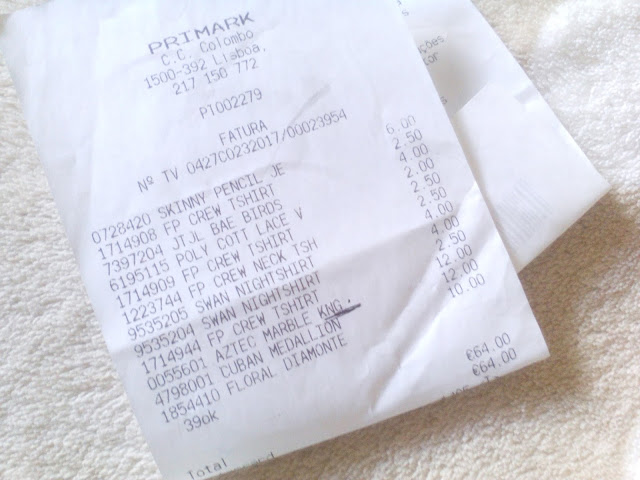 PRIMARK
C.C. Colombo
1500-392 Lisboa,
217 150 772
PT002279
FATURA
Nº TV 0427C0232017/00023954
0728420 SKINNY PENCIL JE 6.00
1714908 FP CREW TSHIRT 2.50
7397204 JTJL BAE BIRDS 4.00
6195115 POLY COTT LACE V 2.00
1714909 FP CREW TSHIRT 2.50
1223744 FP CREW NECK TSH 2.50
9535205 SWAN NIGHTSHIRT 4.00
9535204 SWAN NIGHTSHIRT 4.00
1714944 FP CREW TSHIRT 2.50
0055601 AZTEC MARBLE KNG. 12.00
4798001 CUBAN MEDALLION 12.00
1854410 FLORAL DIAMONTE 10.00
39ok
Total €64.00
€64.00